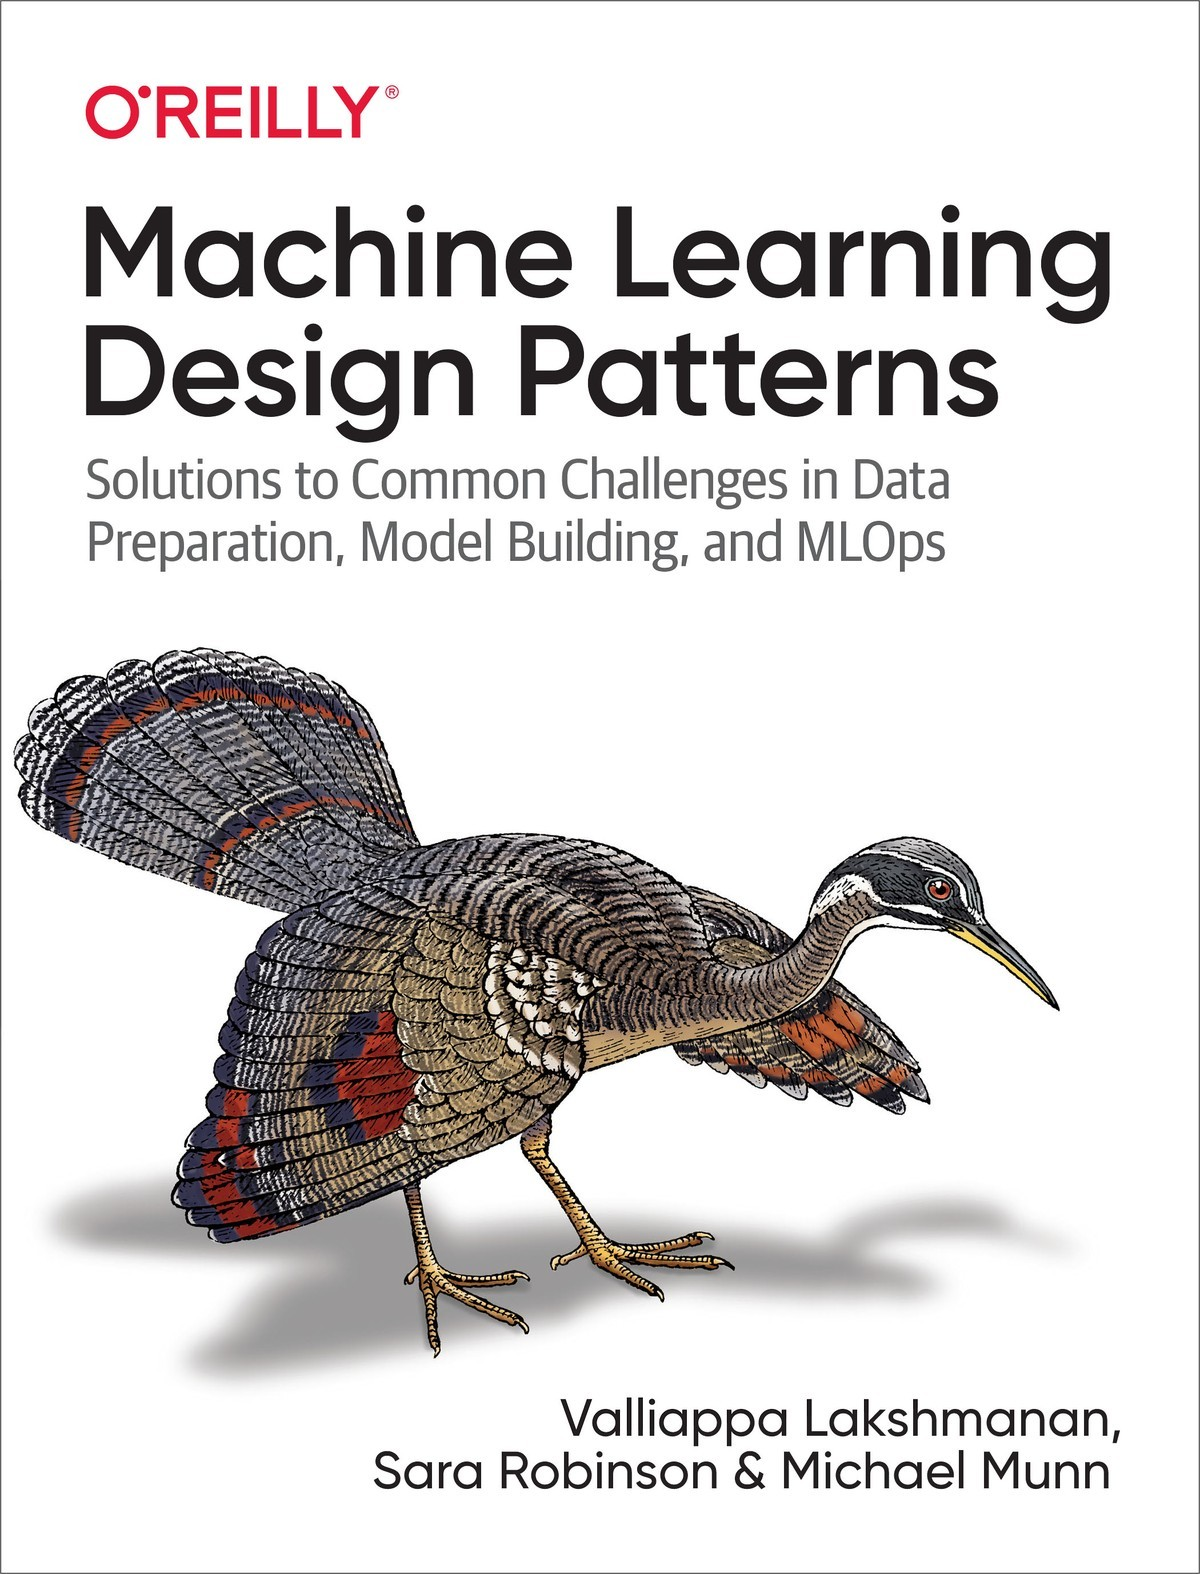 O'REILLY®
Machine Learning
Design Patterns
Solutions to Common Challenges in Data
Preparation, Model Building, and MLOps
Valliappa Lakshmanan,
Sara Robinson & Michael Munn